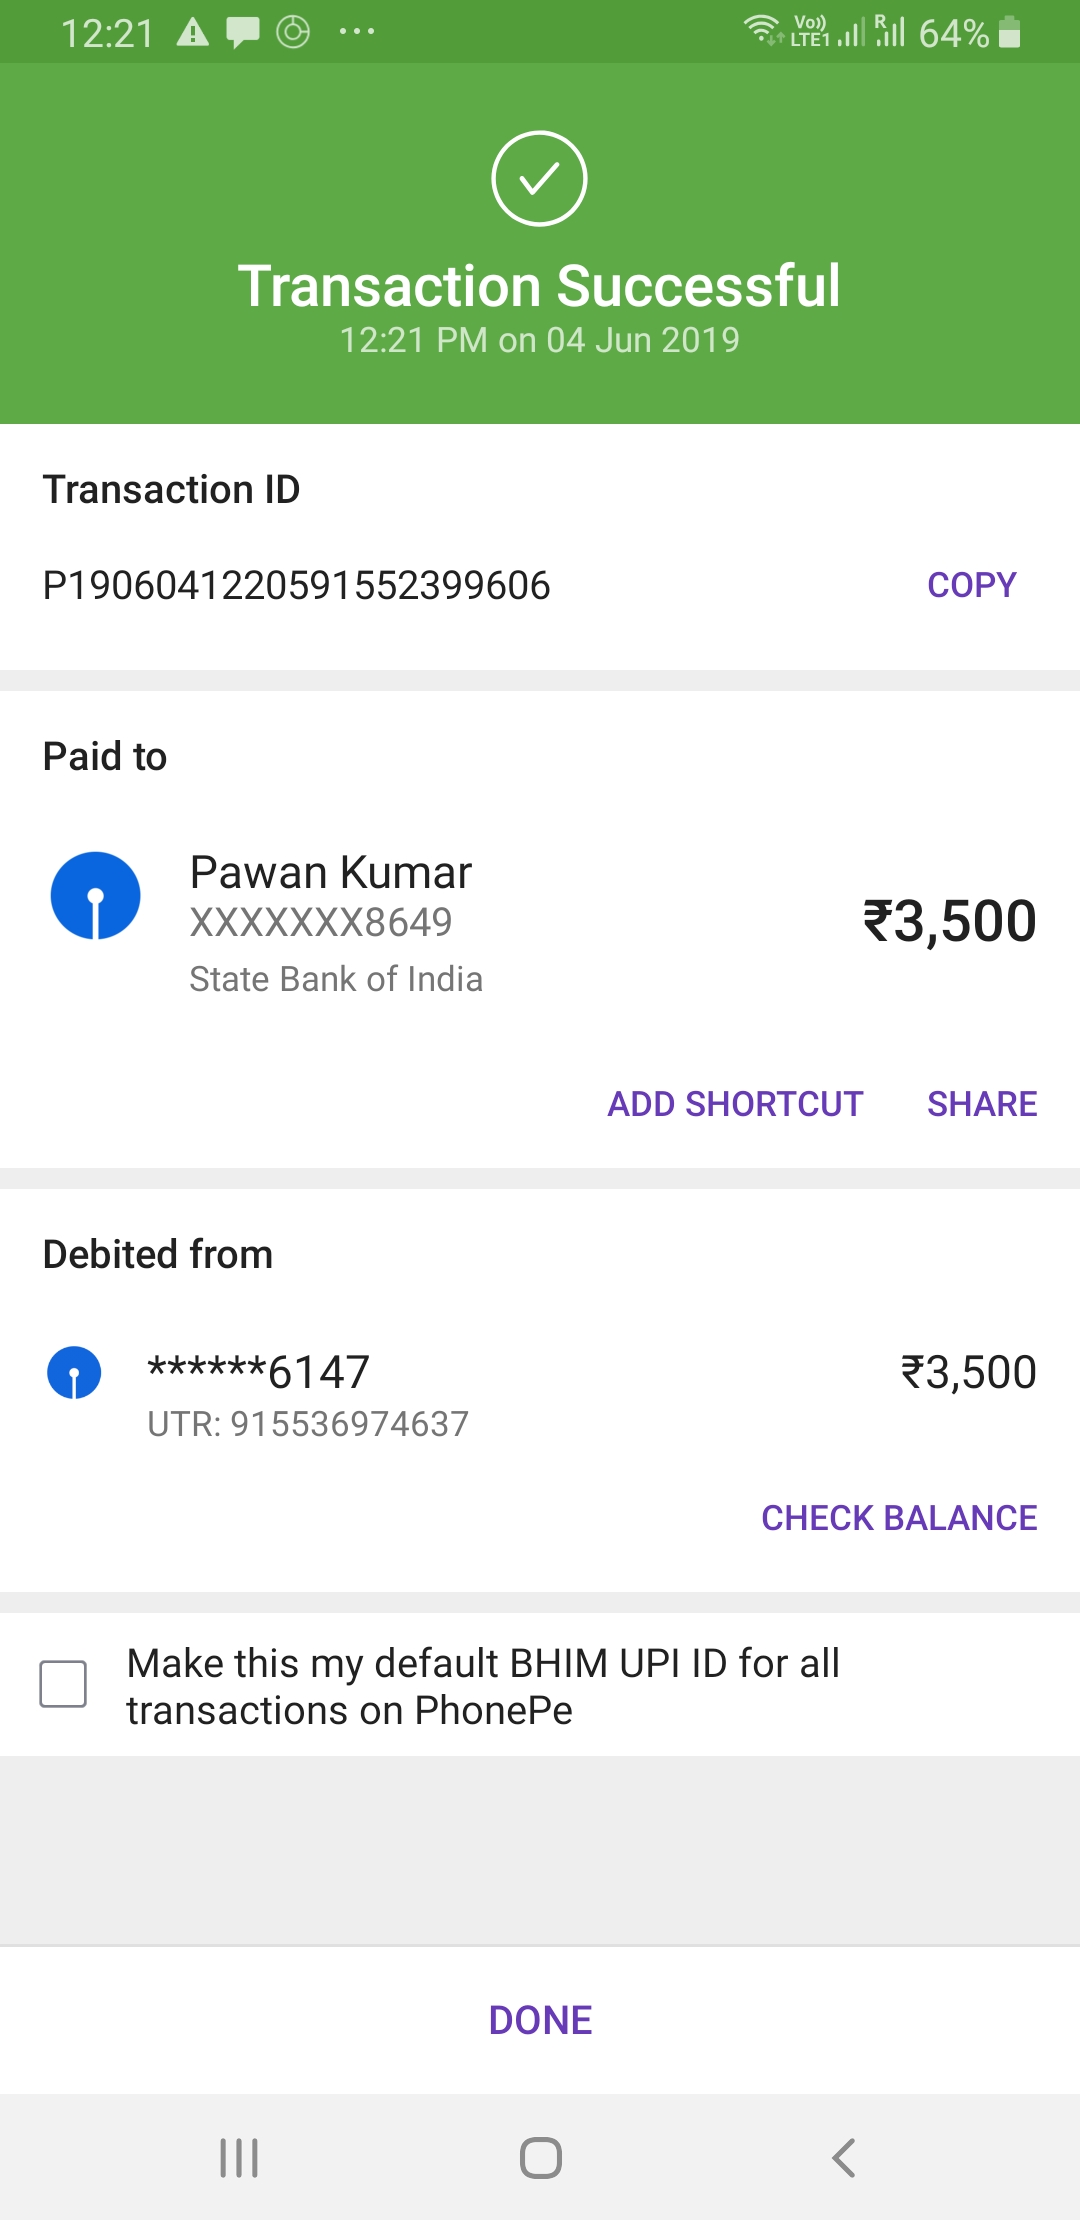 12:21
Vo)) LTE1 R 64%
Transaction Successful
12:21 PM on 04 Jun 2019
Transaction ID
P1906041220591552399606 COPY
Paid to
Pawan Kumar
XXXXXXX8649
₹3,500
State Bank of India
ADD SHORTCUT SHARE
Debited from
******6147 ₹3,500
UTR: 915536974637
CHECK BALANCE
Make this my default BHIM UPI ID for all
transactions on PhonePe
DONE